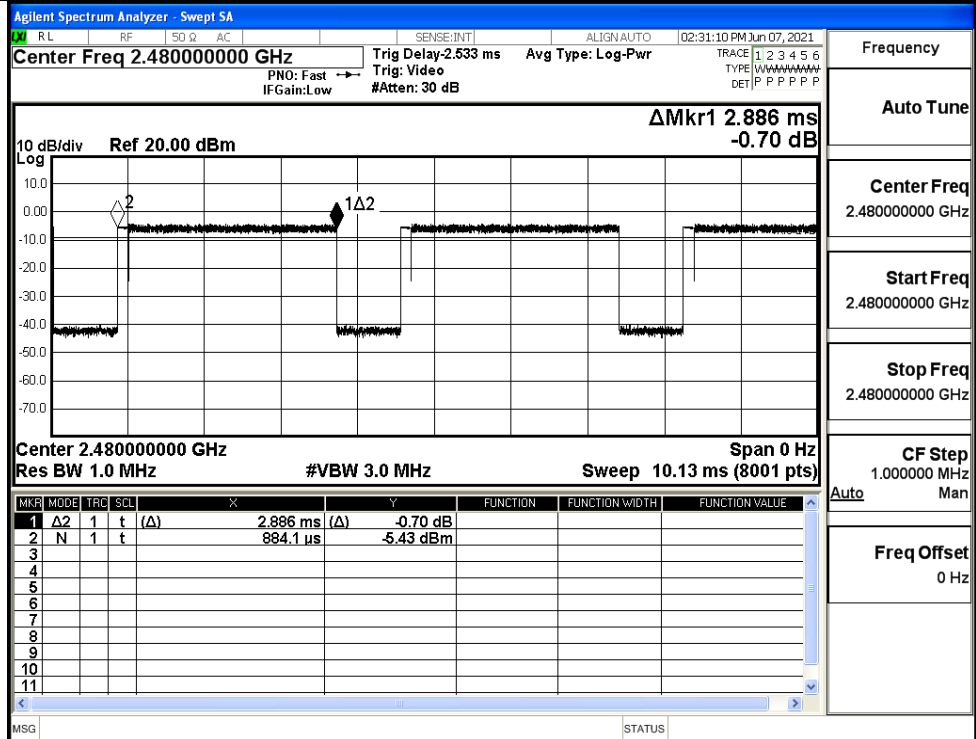 Agilent Spectrum Analyzer - Swept SA
LXI RL RF 50 Ω AC SENSE:INT ALIGN AUTO 02:31:10 PM Jun 07, 2021
Center Freq 2.480000000 GHz Trig Delay-2.533 ms Avg Type: Log-Pwr TRACE 1 2 3 4 5 6
PNO: Fast Trig: Video TYPE WWWWWW
IFGain:Low #Atten: 30 dB DET P P P P P P
Frequency
Auto Tune
ΔMkr1 2.886 ms
-0.70 dB
10 dB/div Ref 20.00 dBm
Log
10.0
0.00
-10.0
-20.0
-30.0
-40.0
-50.0
-60.0
-70.0
2
1Δ2
Center 2.480000000 GHz Span 0 Hz
Res BW 1.0 MHz #VBW 3.0 MHz Sweep 10.13 ms (8001 pts)
Center Freq
2.480000000 GHz
Start Freq
2.480000000 GHz
Stop Freq
2.480000000 GHz
CF Step
1.000000 MHz
Auto Man
Freq Offset
0 Hz
MKR MODE TRC SCL X Y FUNCTION FUNCTION WIDTH FUNCTION VALUE
1 Δ2 1 t (Δ) 2.886 ms (Δ) -0.70 dB
2 N 1 t 884.1 µs -5.43 dBm
3
4
5
6
7
8
9
10
11
MSG STATUS